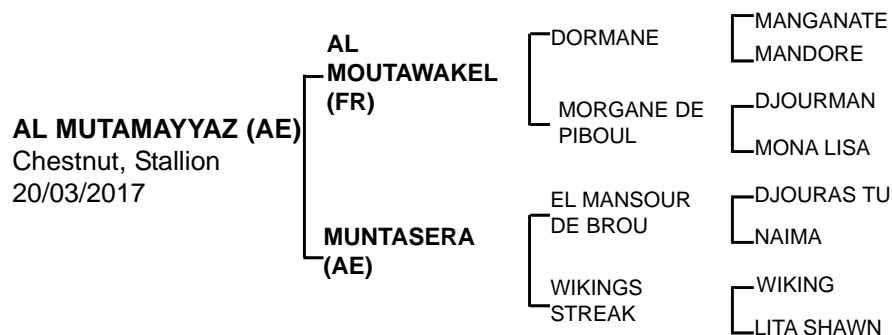 AL MUTAMAYYAZ (AE)
Chestnut, Stallion
20/03/2017
AL
MOUTAWAKEL
(FR)
MUNTASERA
(AE)
DORMANE
MORGANE DE
PIBOUL
EL MANSOUR
DE BROU
WIKINGS
STREAK
MANGANATE
MANDORE
DJOURMAN
MONA LISA
DJOURAS TU
NAIMA
WIKING
LITA SHAWN